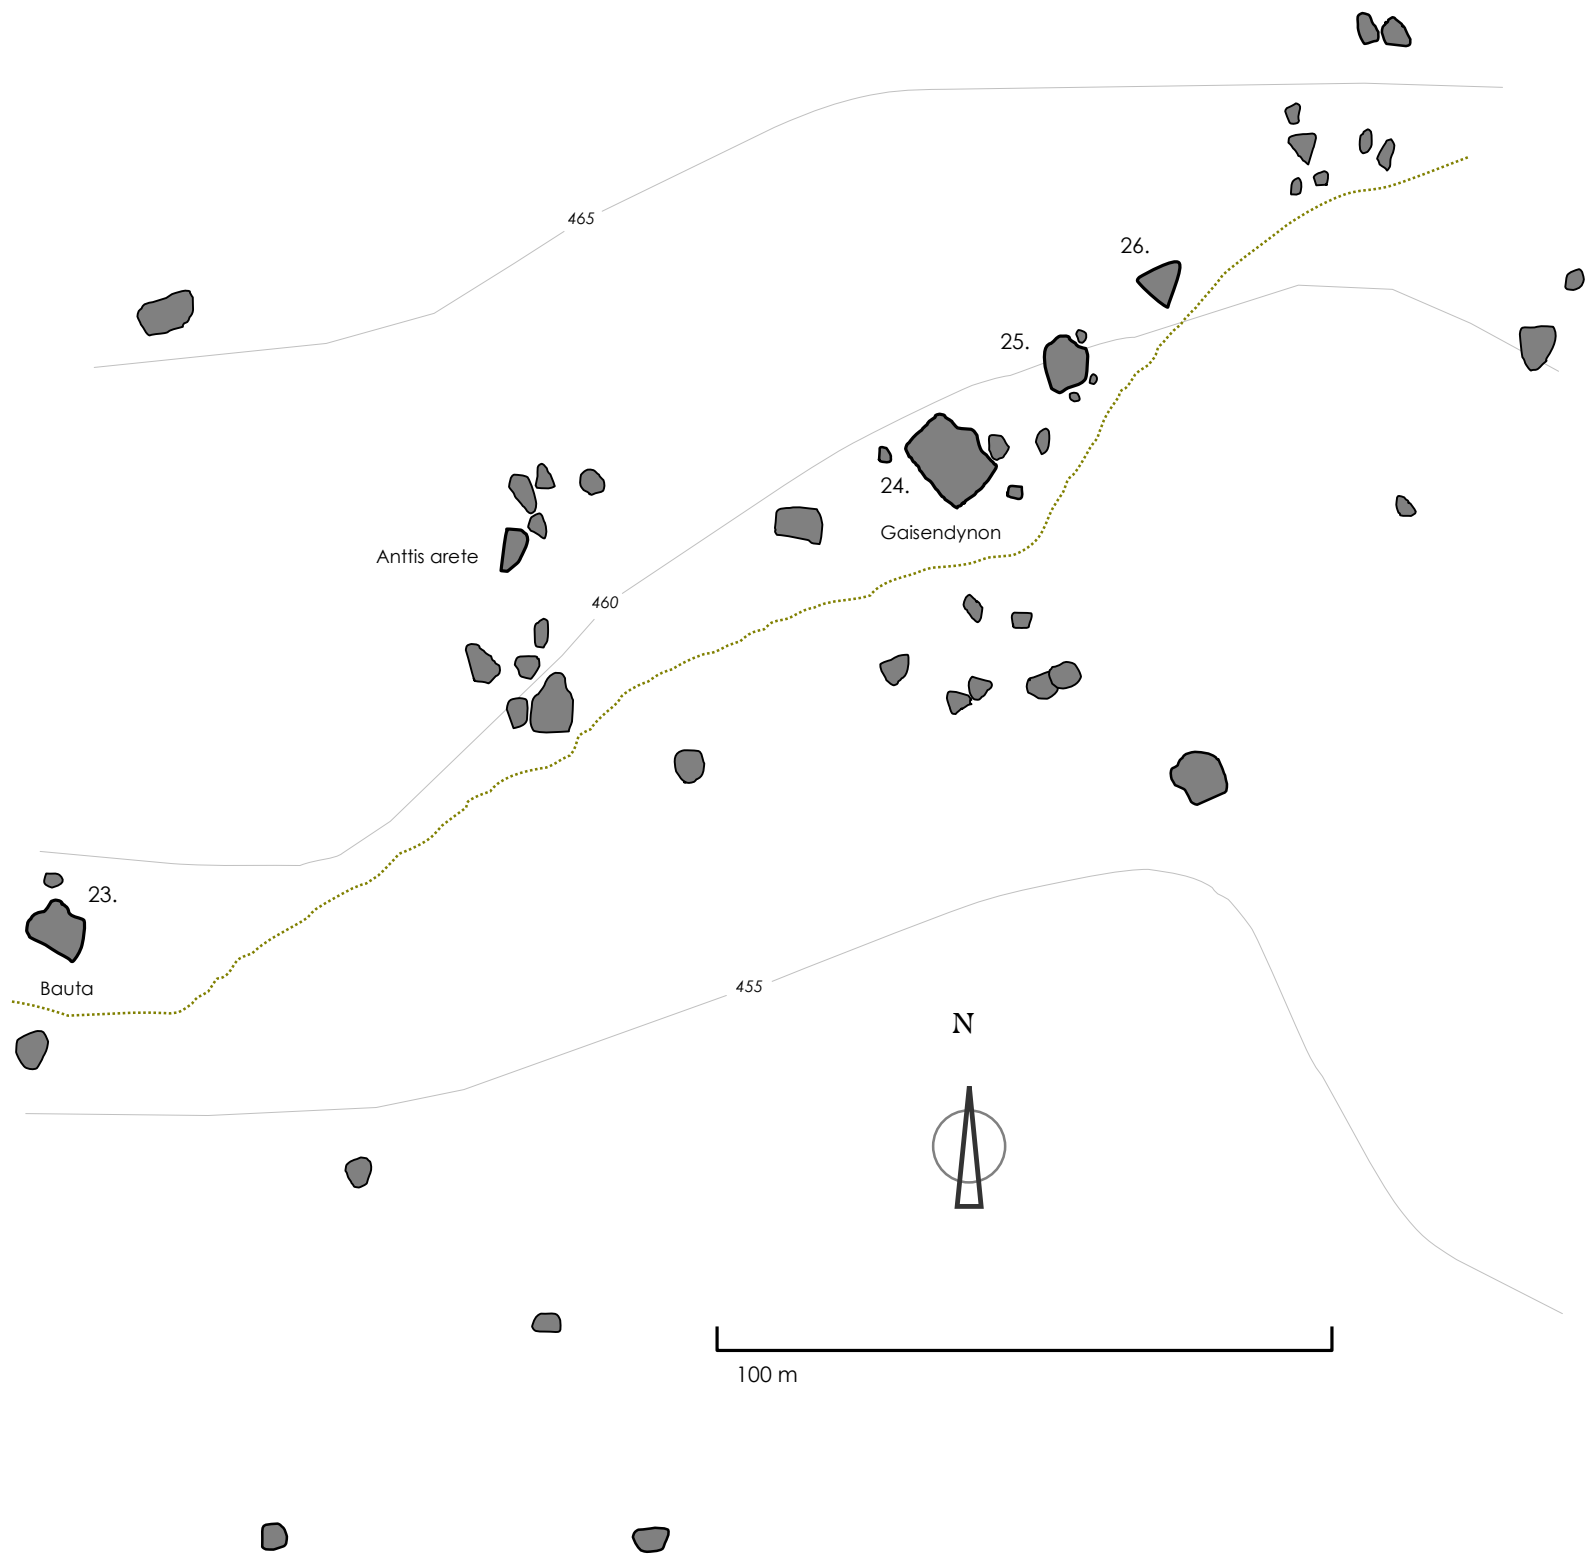 465
26.
25.
24.
Gaisendynon
Anttis arete
460
23.
Bauta
455
N
100 m